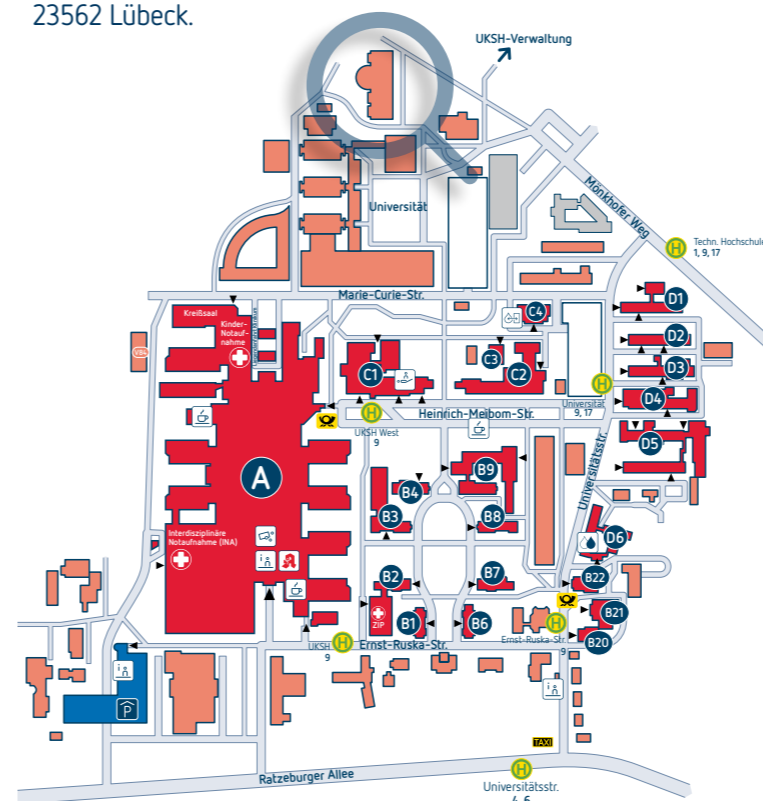 23562 Lübeck.
UKSH-Verwaltung
Mönkhofer Weg
Universität
H
Techn. Hochschule
1, 9, 17
Marie-Curie-Str.
Kreißsaal
Kinder-
Notauf-
nahme
C4
D1
D2
C3
C1
C2
D3
H
Universität
9, 17
D4
H
UKSH West
9
Heinrich-Meibom-Str.
D5
A
B9
B4
B3
B8
Universitätsstr.
Interdisziplinäre
Notaufnahme (INA)
D6
B2
B7
B22
ZIP
B1
B6
B21
B20
H
UKSH
9
Ernst-Ruska-Str.
H
Ernst-Ruska-Str.
9
P
TAXI
Ratzeburger Allee
H
Universitätsstr.
4, 6